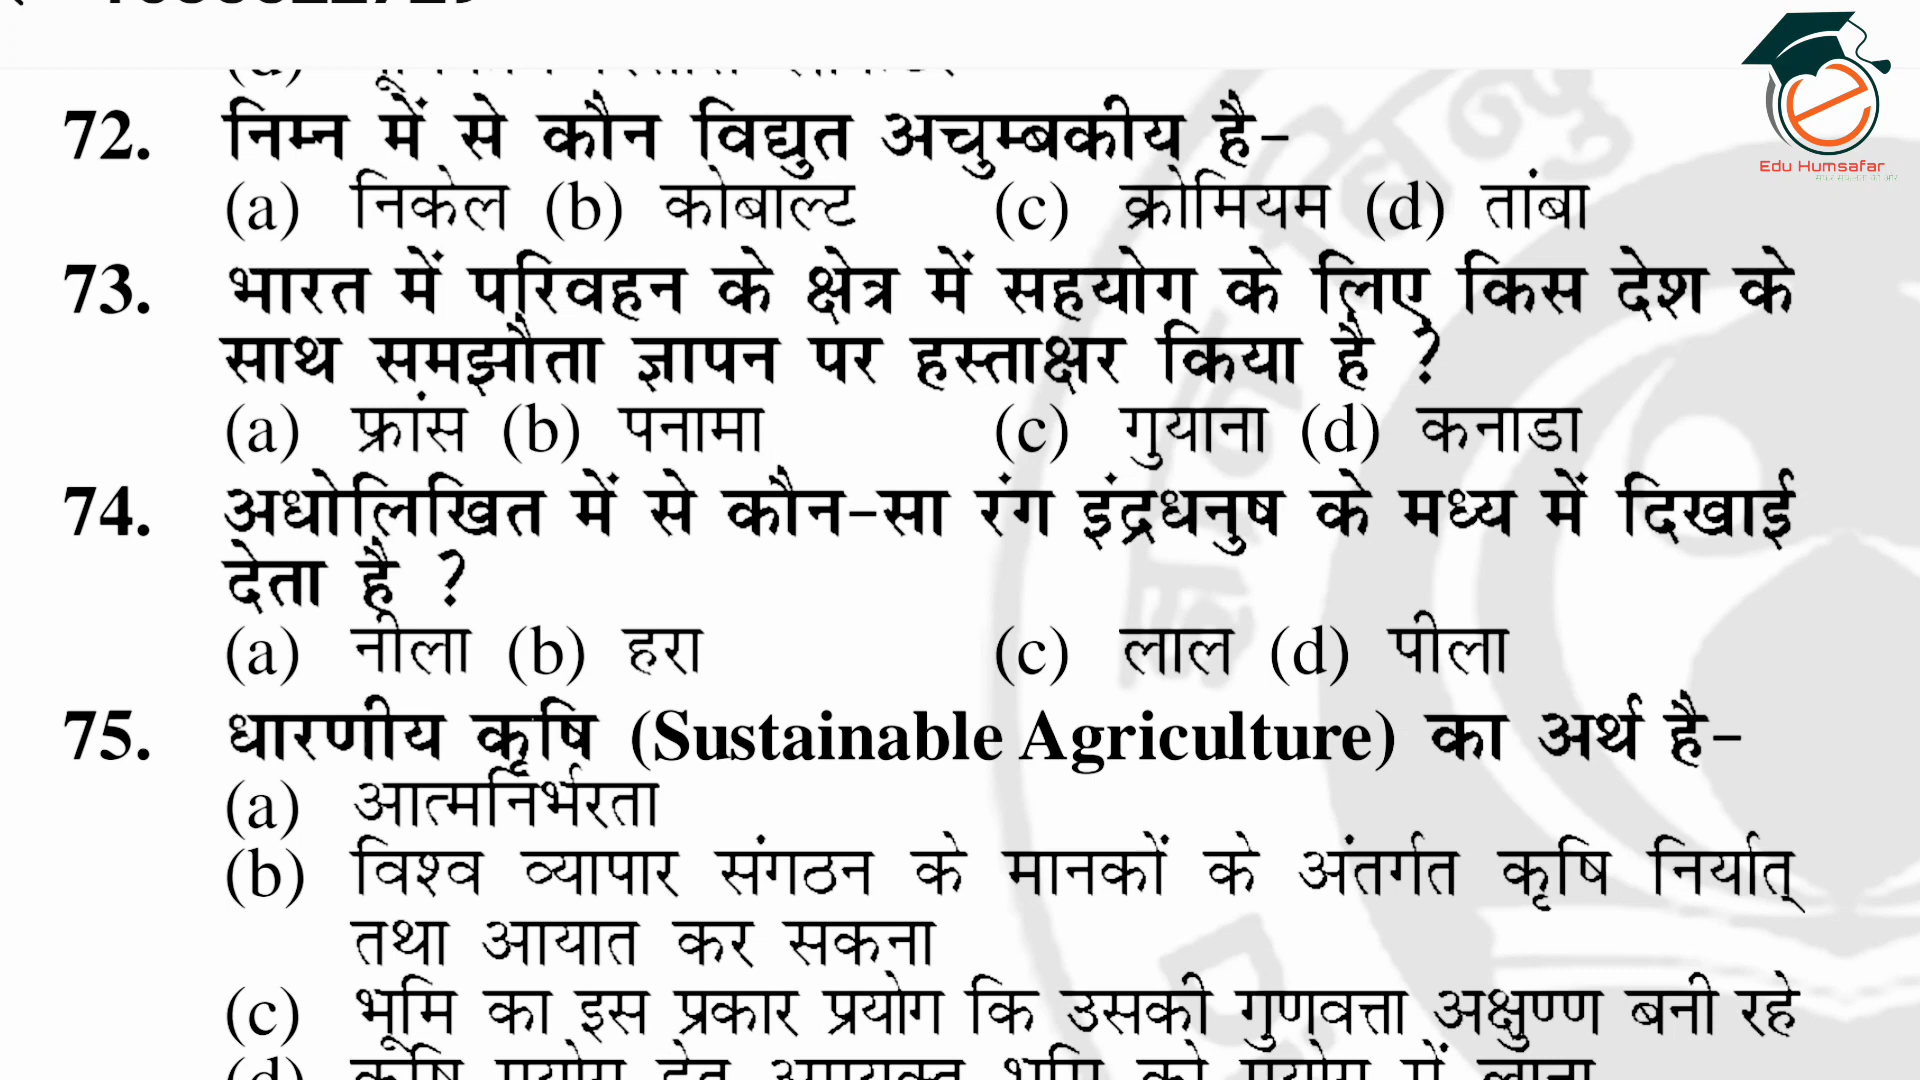 72. निम्न में से कौन विद्युत अचुम्बकीय है-
(a) निकेल (b) कोबाल्ट (c) क्रोमियम (d) तांबा
73. भारत में परिवहन के क्षेत्र में सहयोग के लिए किस देश के
साथ समझौता ज्ञापन पर हस्ताक्षर किया है ?
(a) फ्रांस (b) पनामा (c) गुयाना (d) कनाडा
74. अधोलिखित में से कौन-सा रंग इंद्रधनुष के मध्य में दिखाई
देता है ?
(a) नीला (b) हरा (c) लाल (d) पीला
75. धारणीय कृषि (Sustainable Agriculture) का अर्थ है-
(a) आत्मनिर्भरता
(b) विश्व व्यापार संगठन के मानकों के अंतर्गत कृषि निर्यात्
तथा आयात कर सकना
(c) भूमि का इस प्रकार प्रयोग कि उसकी गुणवत्ता अक्षुण्ण बनी रहे
Edu Humsafar